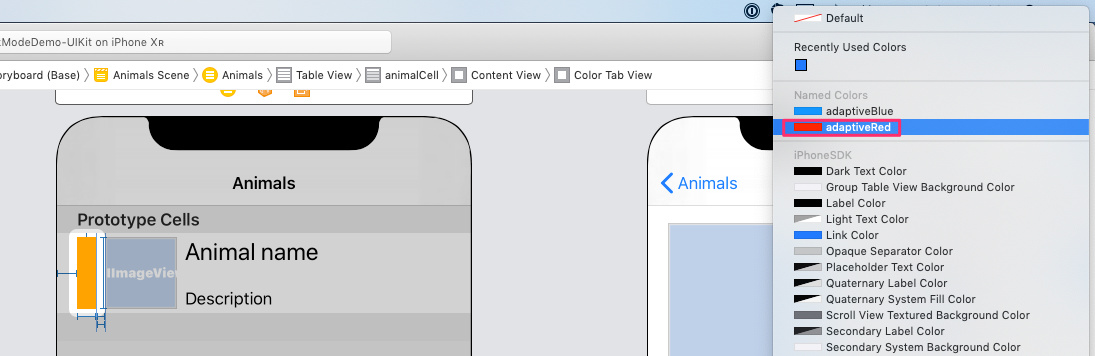 ModeDemo-UIKit on iPhone Xʀ
oryboard (Base) Animals Scene Animals Table View animalCell Content View Color Tab View
Animals
Prototype Cells
Animal name
IImageView
Description
Animals
Default
Recently Used Colors
Named Colors
adaptiveBlue
adaptiveRed
iPhoneSDK
Dark Text Color
Group Table View Background Color
Label Color
Light Text Color
Link Color
Opaque Separator Color
Placeholder Text Color
Quaternary Label Color
Quaternary System Fill Color
Scroll View Textured Background Color
Secondary Label Color
Secondary System Background Color